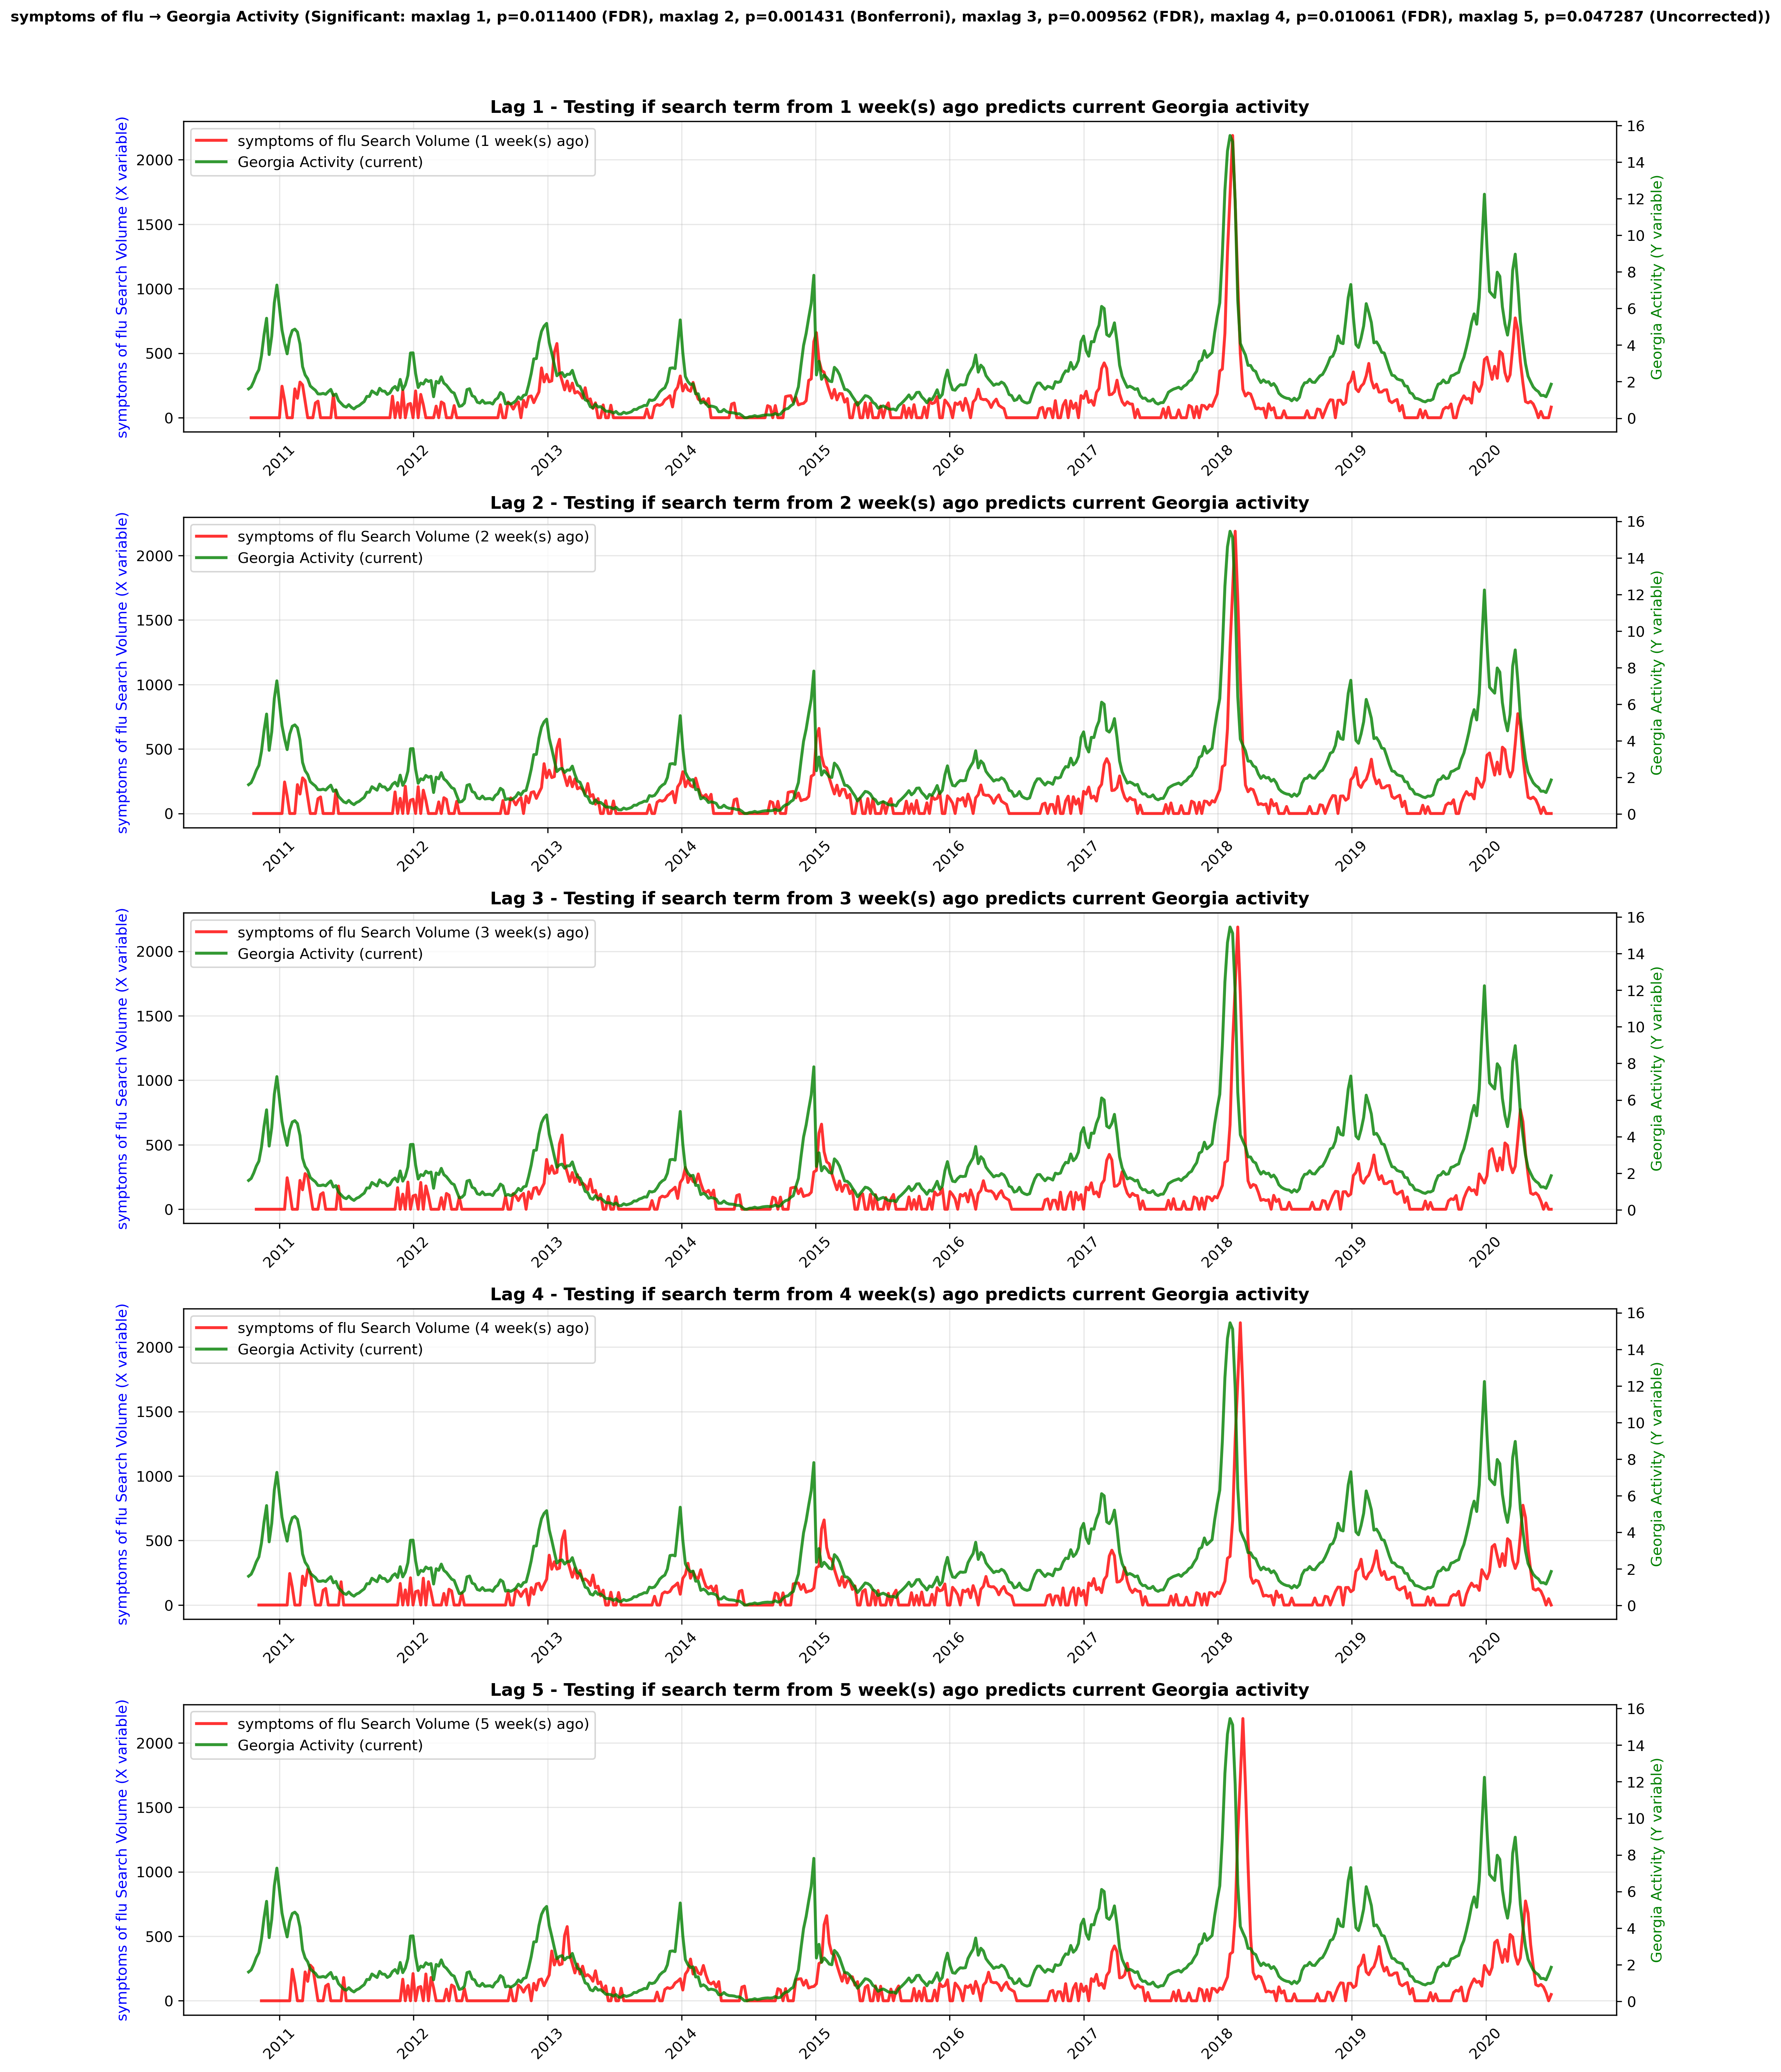 symptoms of flu → Georgia Activity (Significant: maxlag 1, p=0.011400 (FDR), maxlag 2, p=0.001431 (Bonferroni), maxlag 3, p=0.009562 (FDR), maxlag 4, p=0.010061 (FDR), maxlag 5, p=0.047287 (Uncorrected))
Lag 1 - Testing if search term from 1 week(s) ago predicts current Georgia activity
symptoms of flu Search Volume (X variable)
2000
1500
1000
500
0
symptoms of flu Search Volume (1 week(s) ago)
Georgia Activity (current)
16
14
12
10
8
6
4
2
0
Georgia Activity (Y variable)
2011 2012 2013 2014 2015 2016 2017 2018 2019 2020
Lag 2 - Testing if search term from 2 week(s) ago predicts current Georgia activity
symptoms of flu Search Volume (X variable)
2000
1500
1000
500
0
symptoms of flu Search Volume (2 week(s) ago)
Georgia Activity (current)
16
14
12
10
8
6
4
2
0
Georgia Activity (Y variable)
2011 2012 2013 2014 2015 2016 2017 2018 2019 2020
Lag 3 - Testing if search term from 3 week(s) ago predicts current Georgia activity
symptoms of flu Search Volume (X variable)
2000
1500
1000
500
0
symptoms of flu Search Volume (3 week(s) ago)
Georgia Activity (current)
16
14
12
10
8
6
4
2
0
Georgia Activity (Y variable)
2011 2012 2013 2014 2015 2016 2017 2018 2019 2020
Lag 4 - Testing if search term from 4 week(s) ago predicts current Georgia activity
symptoms of flu Search Volume (X variable)
2000
1500
1000
500
0
symptoms of flu Search Volume (4 week(s) ago)
Georgia Activity (current)
16
14
12
10
8
6
4
2
0
Georgia Activity (Y variable)
2011 2012 2013 2014 2015 2016 2017 2018 2019 2020
Lag 5 - Testing if search term from 5 week(s) ago predicts current Georgia activity
symptoms of flu Search Volume (X variable)
2000
1500
1000
500
0
symptoms of flu Search Volume (5 week(s) ago)
Georgia Activity (current)
16
14
12
10
8
6
4
2
0
Georgia Activity (Y variable)
2011 2012 2013 2014 2015 2016 2017 2018 2019 2020